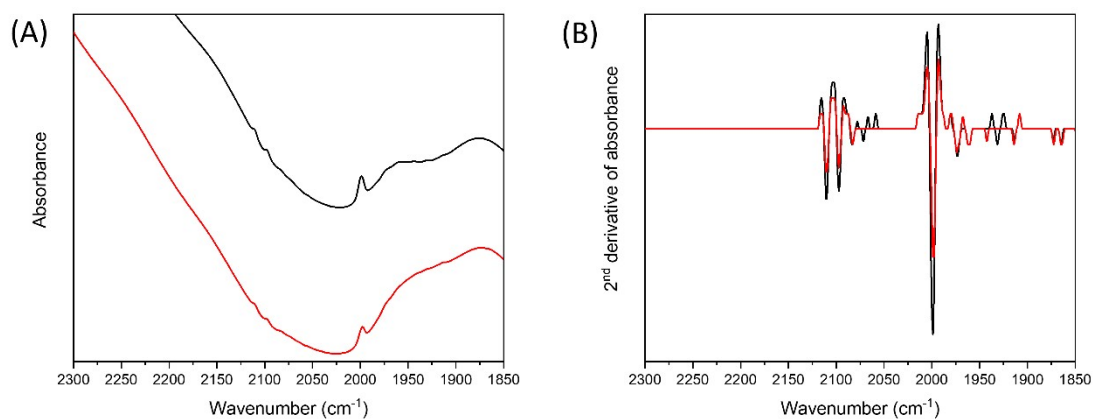 (A)
Absorbance
2300 2250 2200 2150 2100 2050 2000 1950 1900 1850
Wavenumber (cm⁻¹)
(B)
2ⁿᵈ derivative of absorbance
2300 2250 2200 2150 2100 2050 2000 1950 1900 1850
Wavenumber (cm⁻¹)